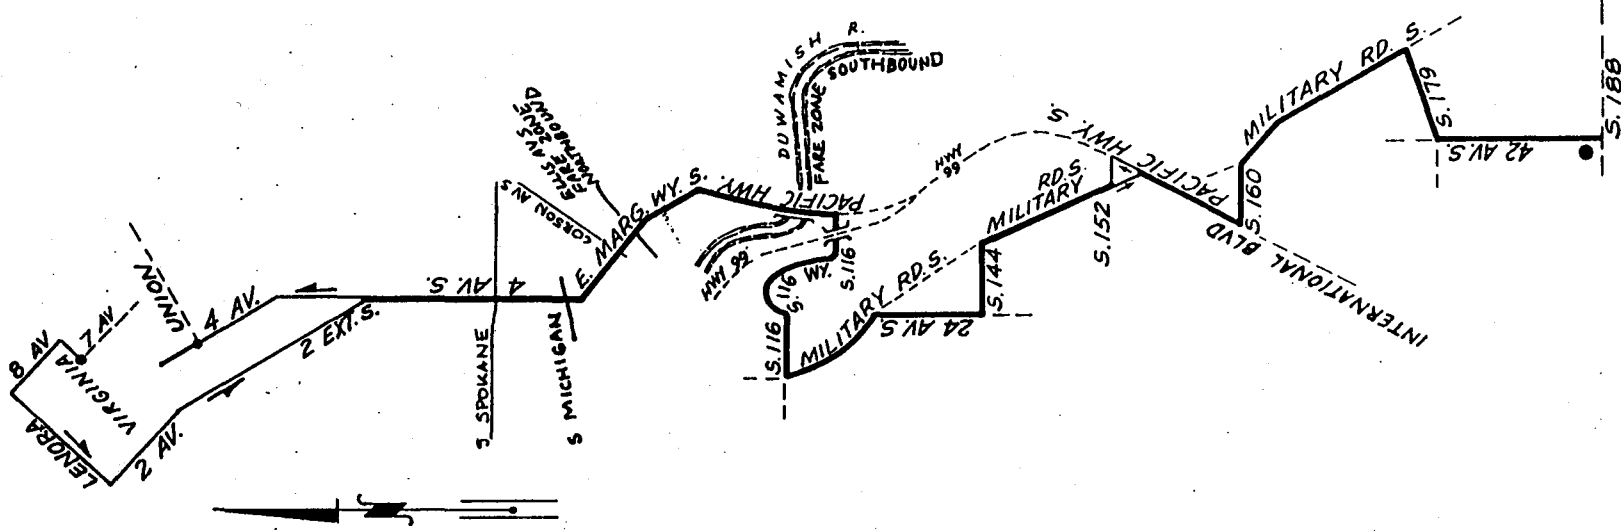 8 AV
7 AV
VIRGINIA
LENORA
2 AV.
UNION
4 AV.
2 EXT. S.
4 AV. S.
S SPOKANE
S MICHIGAN
CORSON AV S
ELLIS AV S
FARE ZONE
NORTHBOUND
E. MARG. WY. S.
PACIFIC HWY.
DUWAMISH R.
FARE ZONE SOUTHBOUND
HWY 99
HWY 99
S. 116
S. 116 WY.
S. 116
MILITARY RD. S.
24 AV. S.
S. 144
MILITARY RD. S.
S. 152
PACIFIC HWY. S.
S. 160
INTERNATIONAL BLVD
MILITARY RD. S.
S. 179
42 AV. S.
S. 188